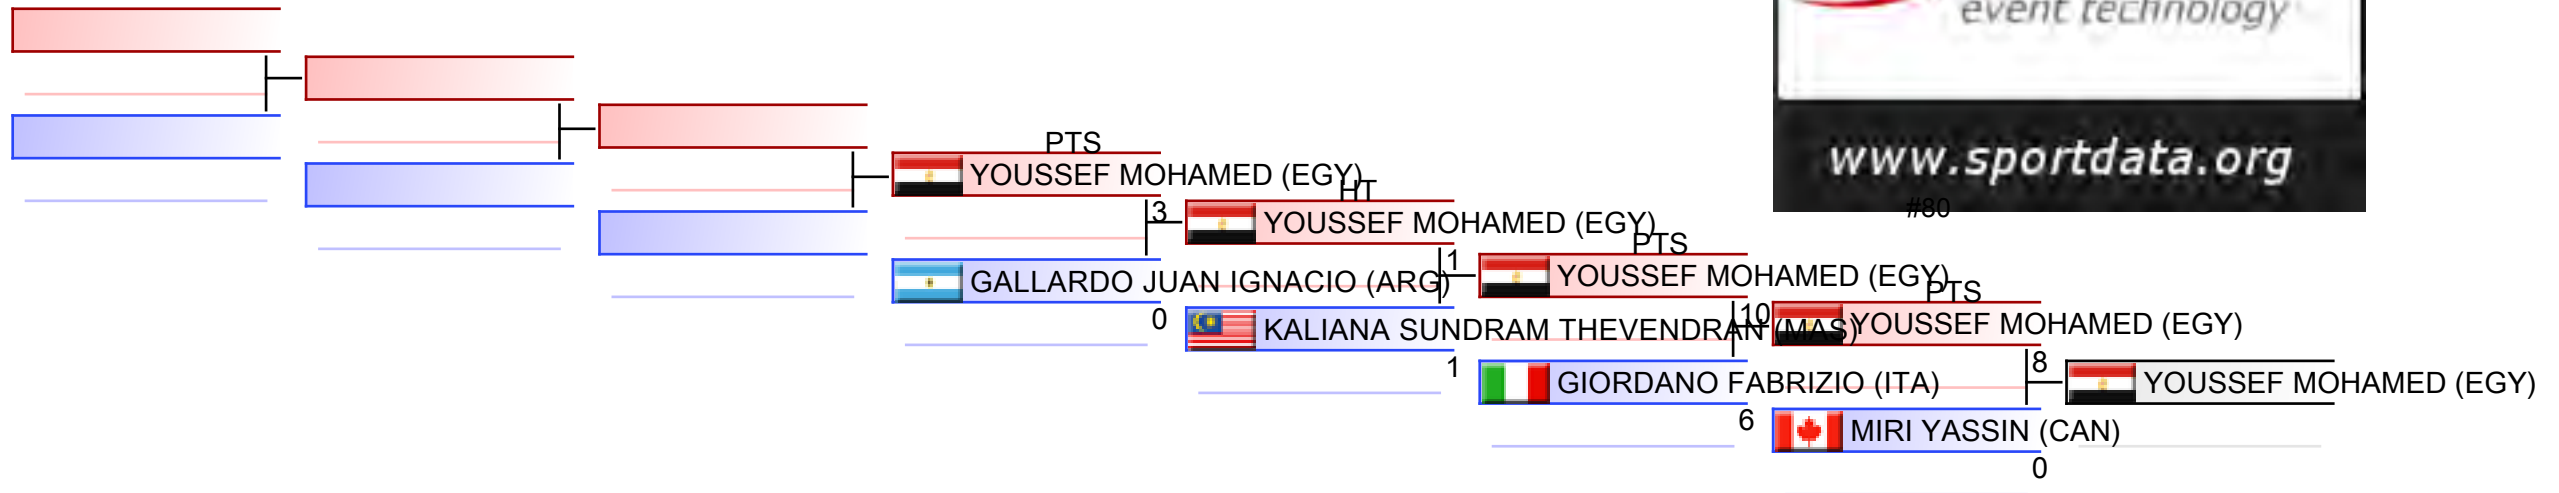 event technology
www.sportdata.org
#80
PTS
YOUSSEF MOHAMED (EGY)
3
GALLARDO JUAN IGNACIO (ARG)
0
HT
YOUSSEF MOHAMED (EGY)
1
KALIANA SUNDRAM THEVENDRAN (MAS)
1
PTS
YOUSSEF MOHAMED (EGY)
10
GIORDANO FABRIZIO (ITA)
6
PTS
YOUSSEF MOHAMED (EGY)
8
MIRI YASSIN (CAN)
0
YOUSSEF MOHAMED (EGY)